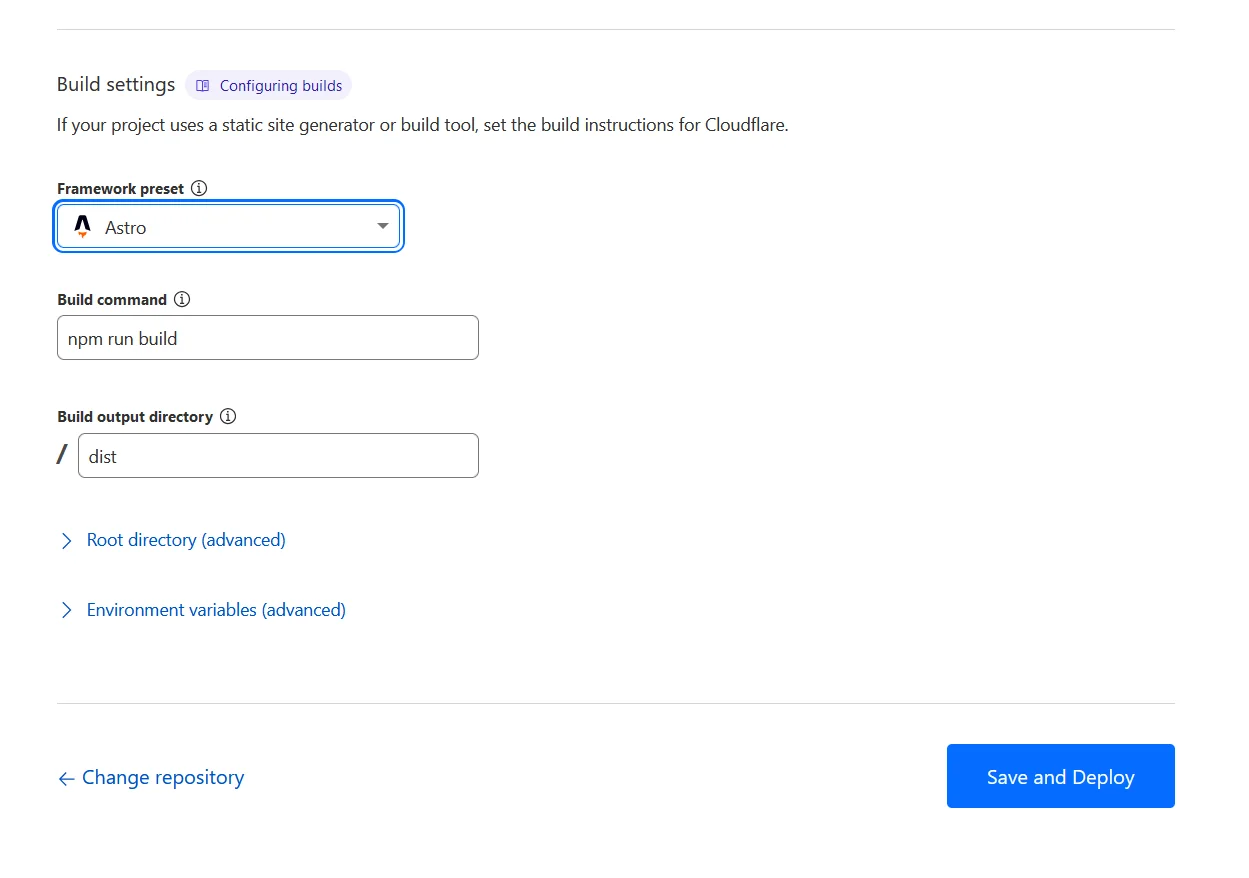 Build settings Configuring builds
If your project uses a static site generator or build tool, set the build instructions for Cloudflare.
Framework preset
Astro
Build command
npm run build
Build output directory
/ dist
Root directory (advanced)
Environment variables (advanced)
← Change repository Save and Deploy